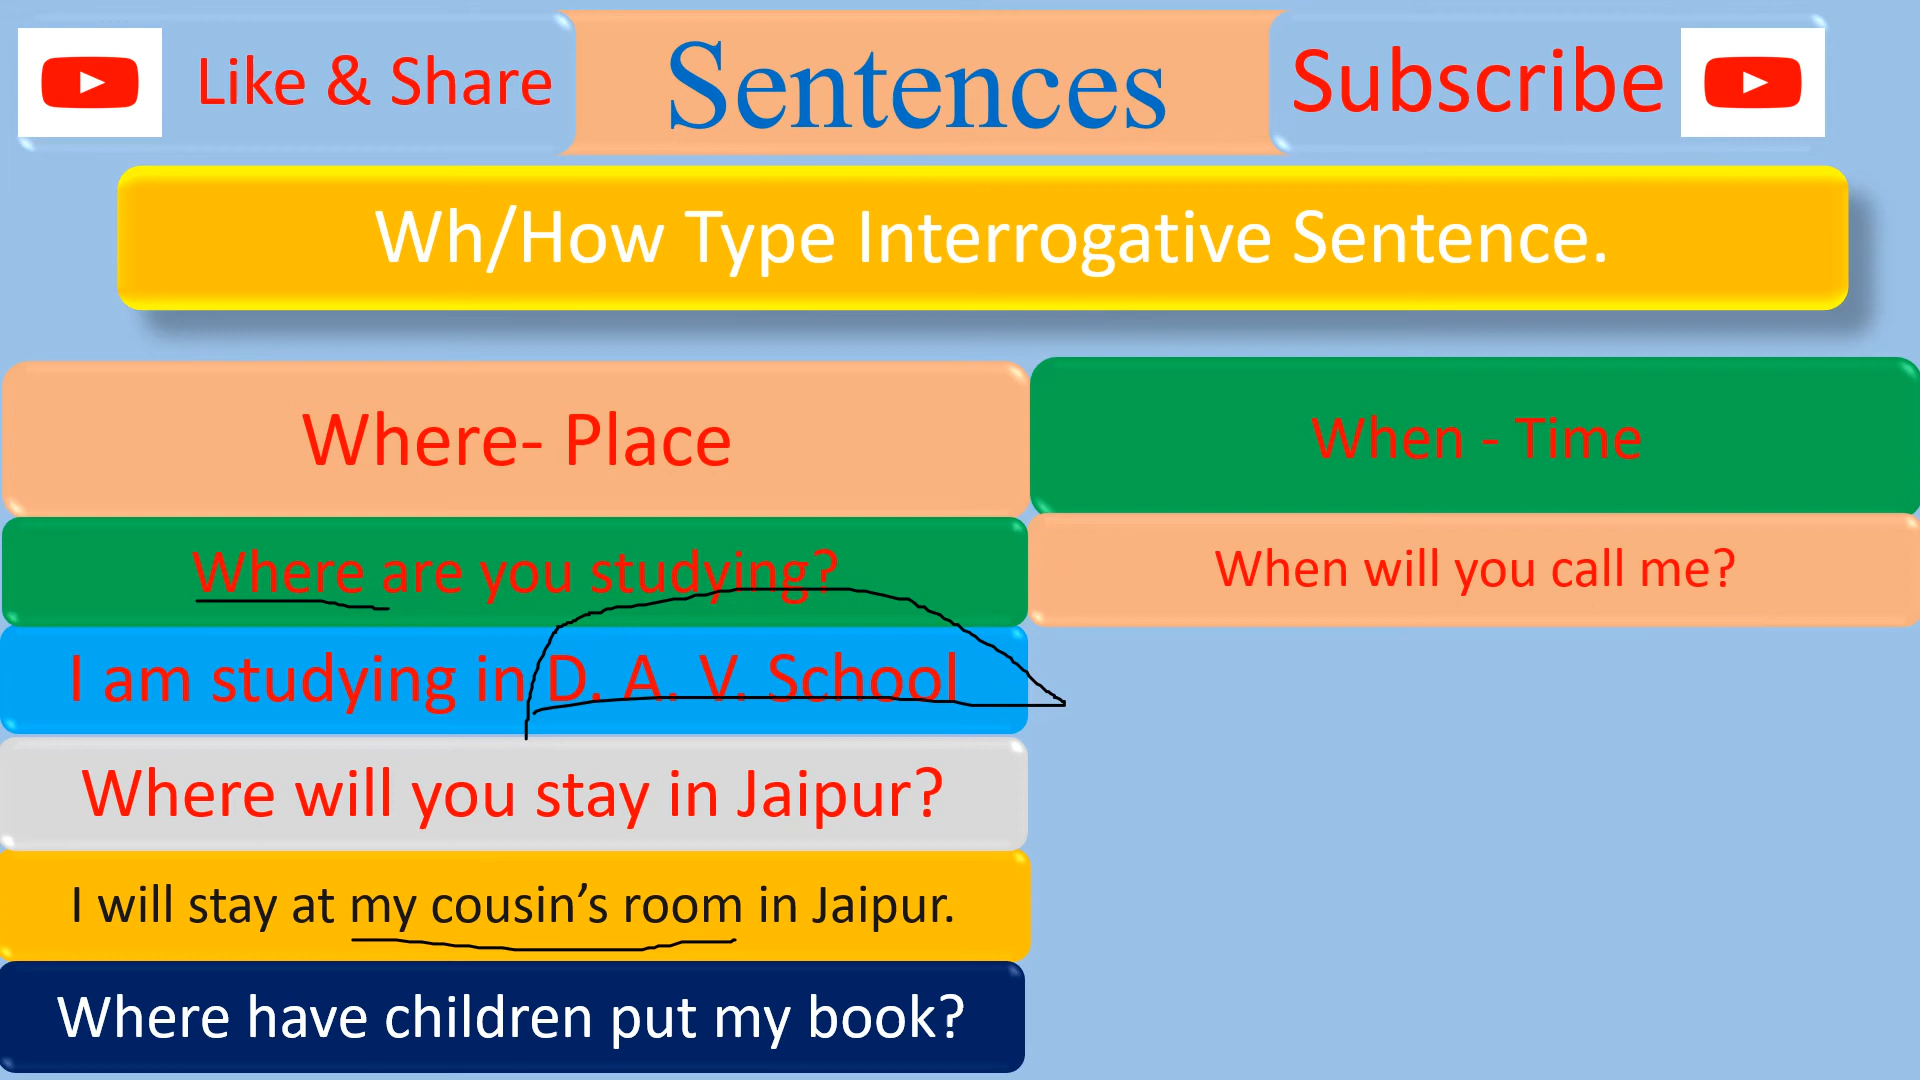 Like & Share
Sentences
Subscribe
Wh/How Type Interrogative Sentence.
Where- Place
When - Time
Where are you studying?
When will you call me?
I am studying in D. A. V. School
Where will you stay in Jaipur?
I will stay at my cousin’s room in Jaipur.
Where have children put my book?